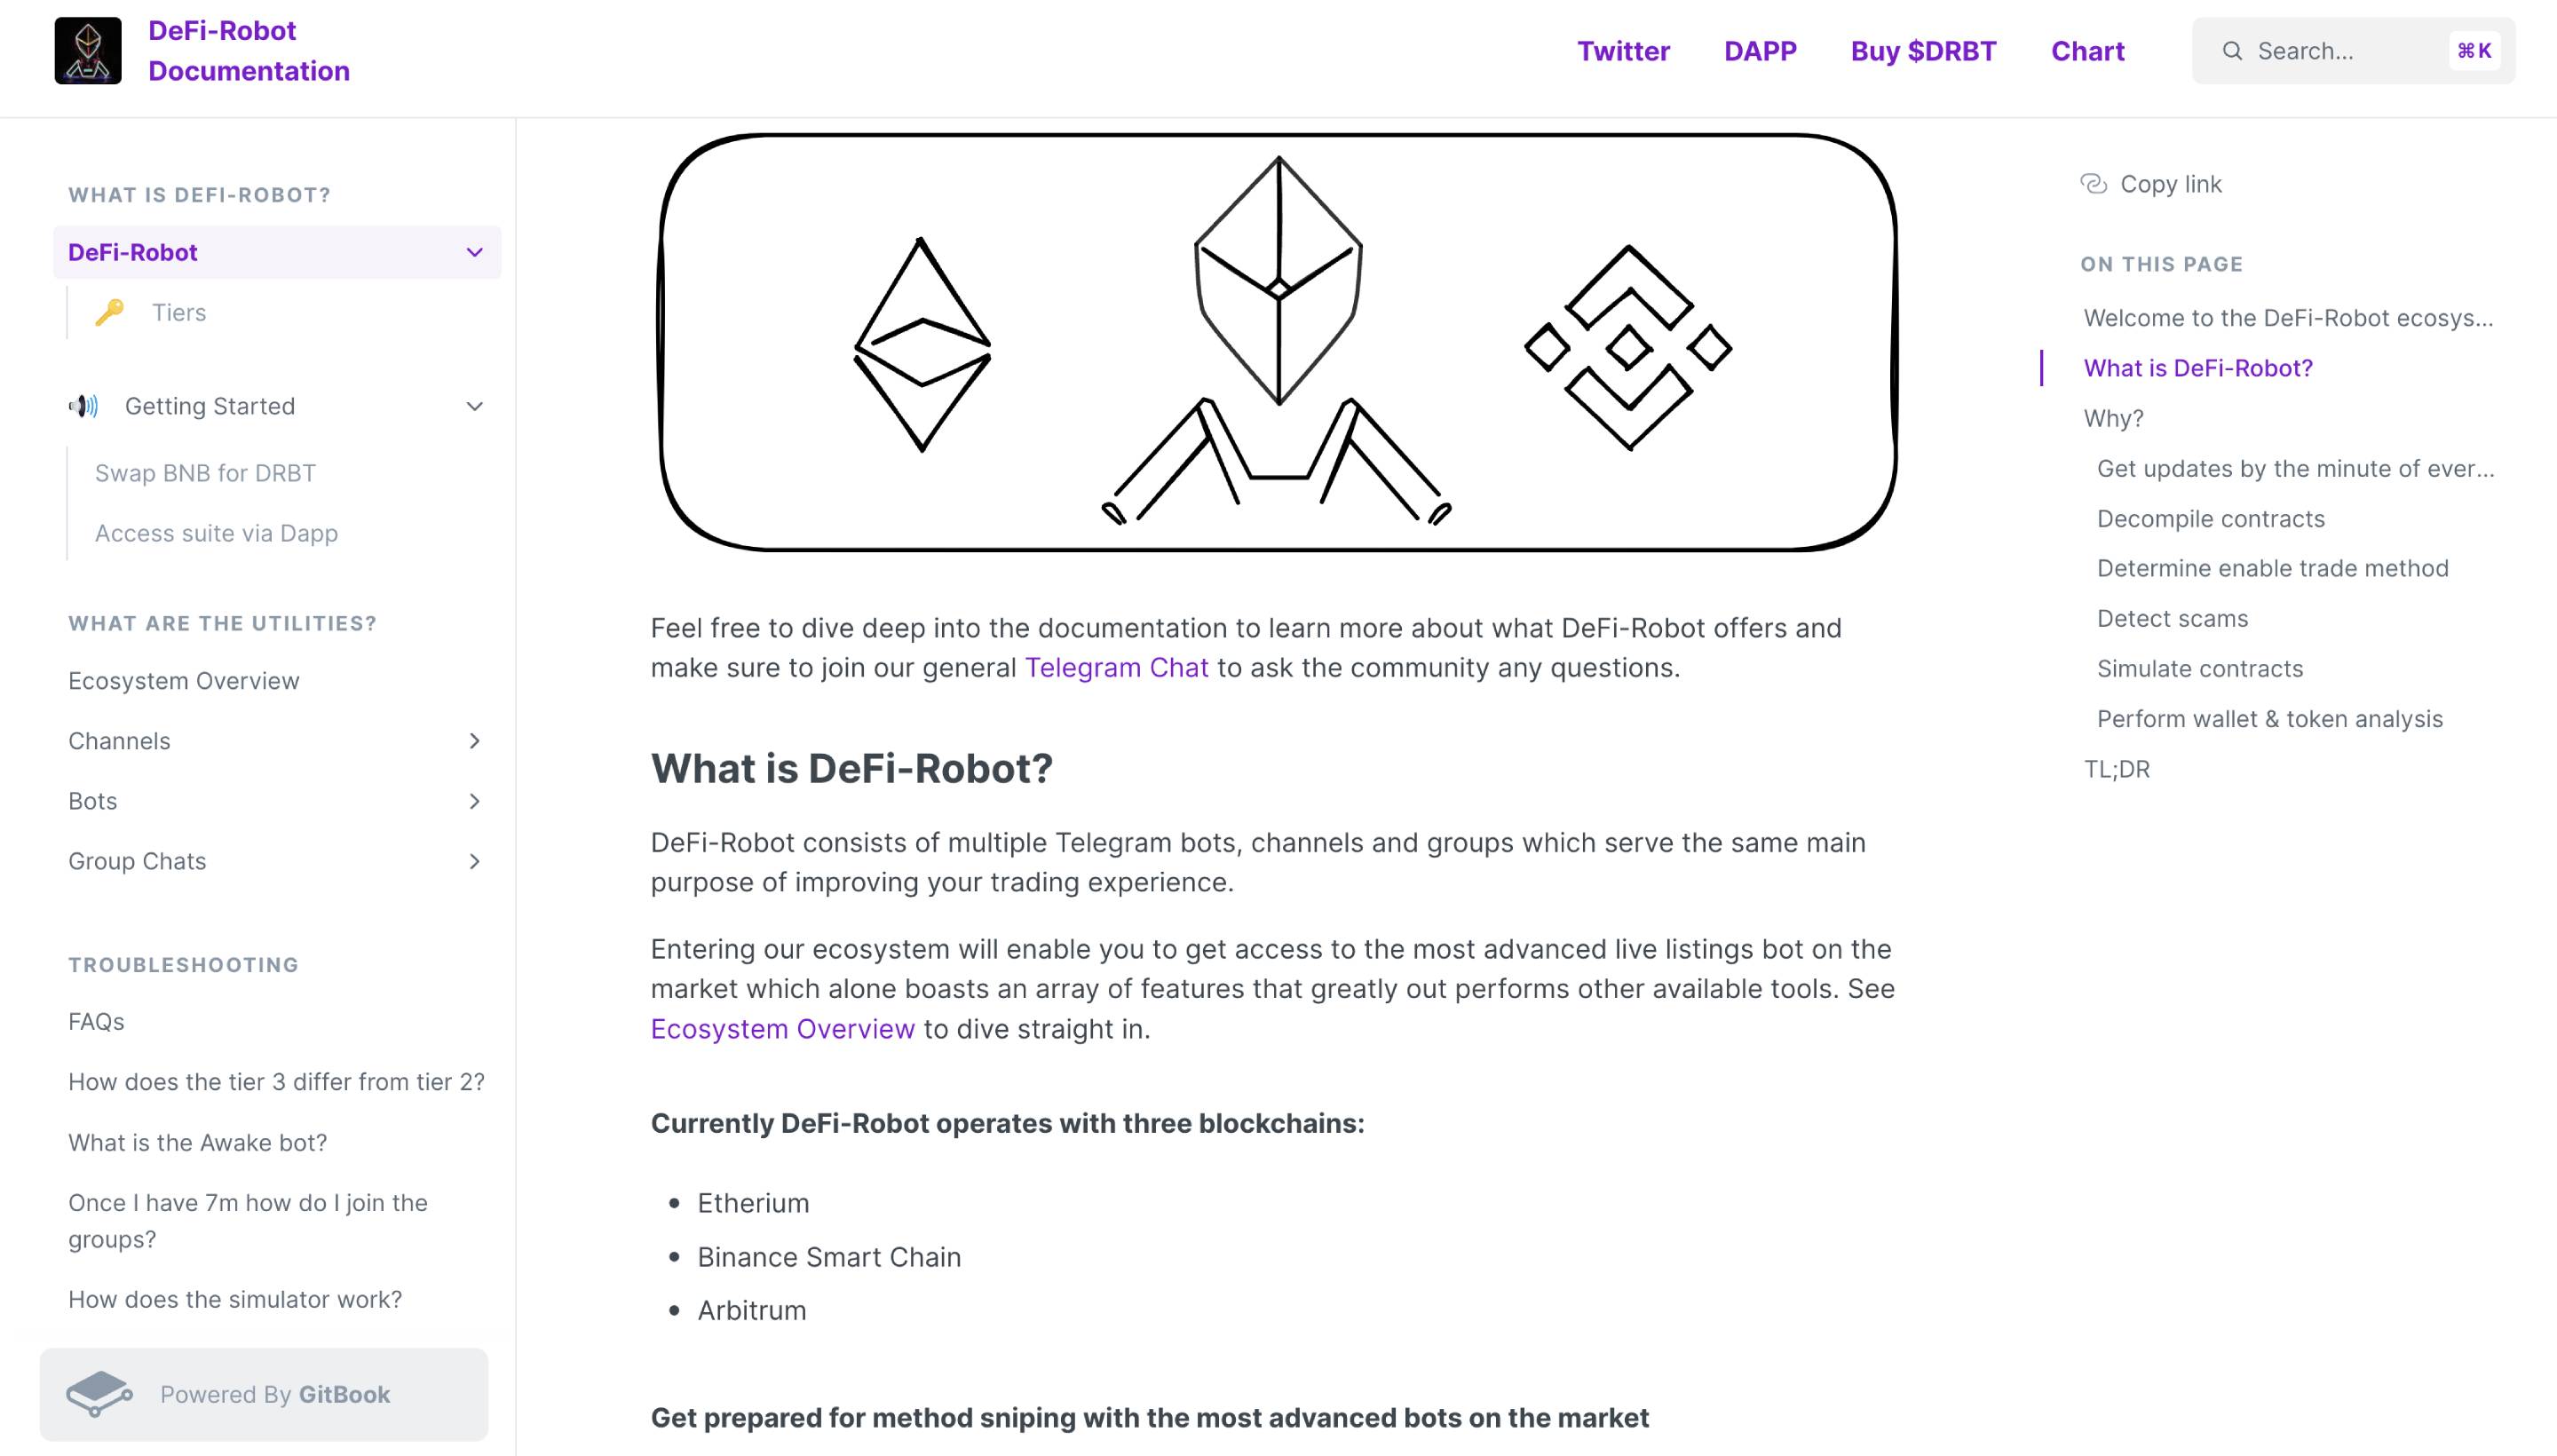 DeFi-Robot
Documentation
Twitter
DAPP
Buy $DRBT
Chart
Search...
⌘K
WHAT IS DEFI-ROBOT?
DeFi-Robot
Tiers
Getting Started
Swap BNB for DRBT
Access suite via Dapp
WHAT ARE THE UTILITIES?
Ecosystem Overview
Channels
Bots
Group Chats
TROUBLESHOOTING
FAQs
How does the tier 3 differ from tier 2?
What is the Awake bot?
Once I have 7m how do I join the
groups?
How does the simulator work?
Powered By GitBook
Feel free to dive deep into the documentation to learn more about what DeFi-Robot offers and
make sure to join our general Telegram Chat to ask the community any questions.
What is DeFi-Robot?
DeFi-Robot consists of multiple Telegram bots, channels and groups which serve the same main
purpose of improving your trading experience.
Entering our ecosystem will enable you to get access to the most advanced live listings bot on the
market which alone boasts an array of features that greatly out performs other available tools. See
Ecosystem Overview to dive straight in.
Currently DeFi-Robot operates with three blockchains:
• Etherium
• Binance Smart Chain
• Arbitrum
Get prepared for method sniping with the most advanced bots on the market
Copy link
ON THIS PAGE
Welcome to the DeFi-Robot ecosys...
What is DeFi-Robot?
Why?
Get updates by the minute of ever...
Decompile contracts
Determine enable trade method
Detect scams
Simulate contracts
Perform wallet & token analysis
TL;DR